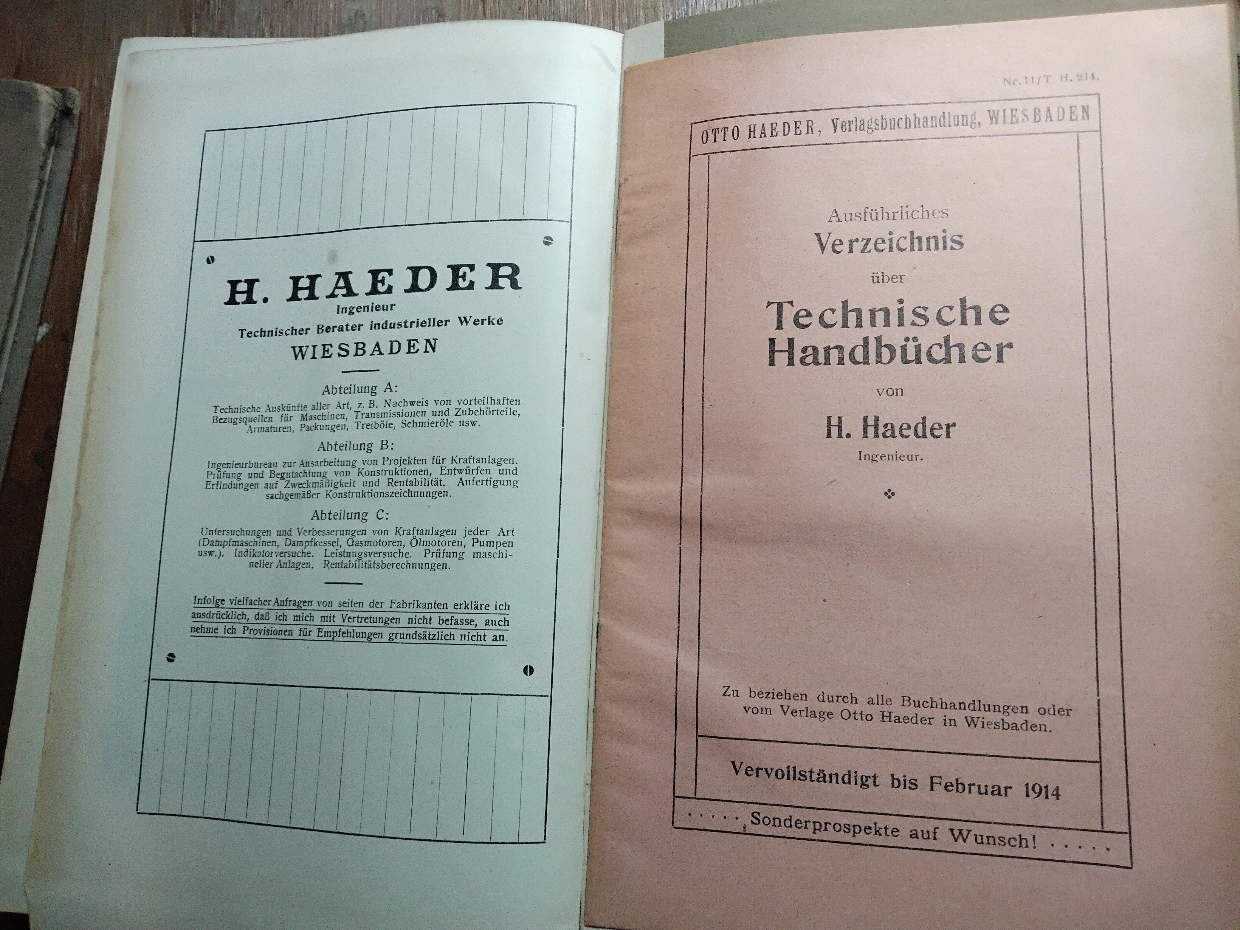 H. HAEDER
Ingenieur
Technischer Berater industrieller Werke
WIESBADEN
Abteilung A:
Technische Auskünfte aller Art, z. B. Nachweis von vorteilhaften
Bezugsquellen für Maschinen, Transmissionen und Zubehörteile,
Armaturen, Packungen, Treiböle, Schmieröle usw.
Abteilung B:
Ingenieurbureau zur Ausarbeitung von Projekten für Kraftanlagen.
Prüfung und Begutachtung von Konstruktionen, Entwürfen und
Erfindungen auf Zweckmäßigkeit und Rentabilität. Anfertigung
sachgemäßer Konstruktionszeichnungen.
Abteilung C:
Untersuchungen und Verbesserungen von Kraftanlagen jeder Art
(Dampfmaschinen, Dampfkessel, Gasmotoren, Ölmotoren, Pumpen
usw.). Indikatorversuche. Leistungsversuche. Prüfung maschi-
neller Anlagen. Rentabilitätsberechnungen.
Infolge vielfacher Anfragen von seiten der Fabrikanten erkläre ich
ausdrücklich, daß ich mich mit Vertretungen nicht befasse, auch
nehme ich Provisionen für Empfehlungen grundsätzlich nicht an.
Nr. 11/T. H. 214.
OTTO HAEDER, Verlagsbuchhandlung, WIESBADEN
Ausführliches
Verzeichnis
über
Technische
Handbücher
von
H. Haeder
Ingenieur.
Zu beziehen durch alle Buchhandlungen oder
vom Verlage Otto Haeder in Wiesbaden.
Vervollständigt bis Februar 1914
. . . . . Sonderprospekte auf Wunsch! . . . . .